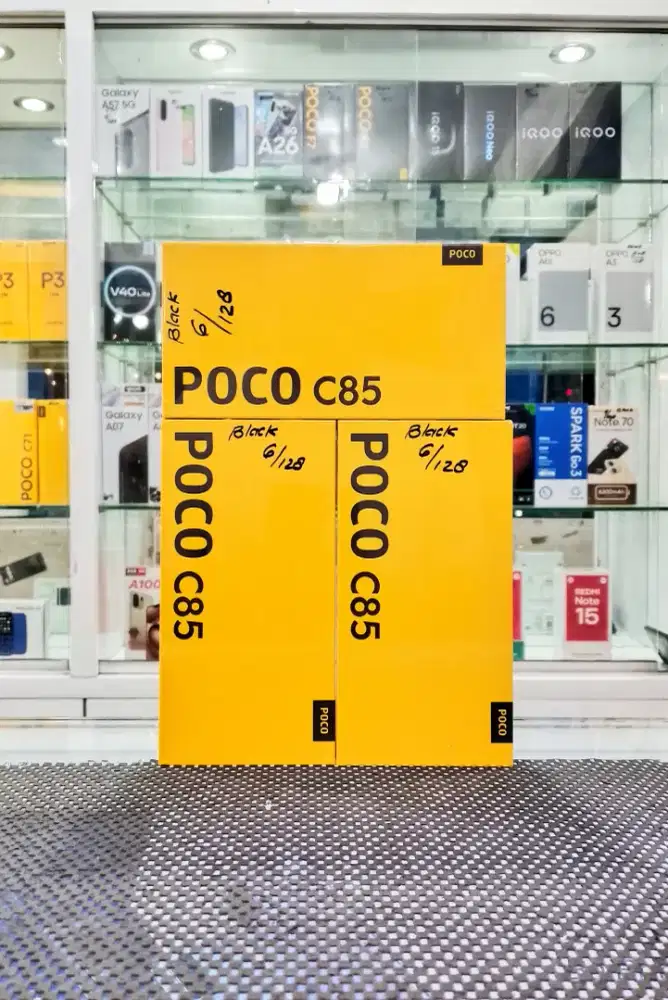 Galaxy
A57 5G
A26
POCO F7
POCO
iQOO
iQOO Neo
iQOO
iQOO
P3
P3
V40 Lite
OPPO
6
OPPO
A3
3
POCO
Black
6/128
POCO C85
POCO C71
Galaxy
A07
Black
6/128
POCO C85
POCO
Black
6/128
POCO C85
POCO
SPARK Go 3
Note 70
A100
REDMI
Note
15